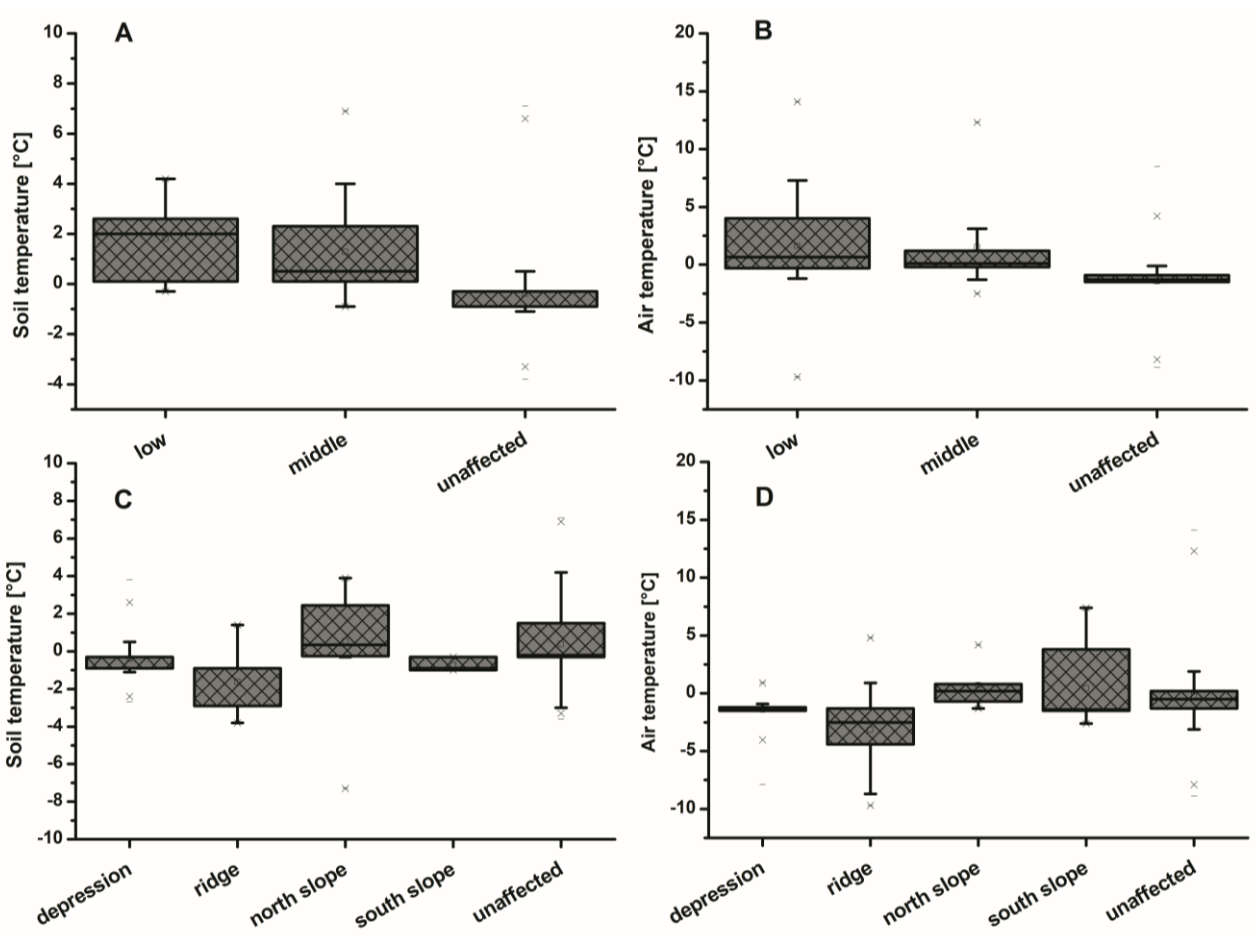 A
Soil temperature [°C]
10
8
6
4
2
0
-2
-4
low
middle
unaffected
B
Air temperature [°C]
20
15
10
5
0
-5
-10
low
middle
unaffected
C
Soil temperature [°C]
10
8
6
4
2
0
-2
-4
-6
-8
-10
depression
ridge
north slope
south slope
unaffected
D
Air temperature [°C]
20
15
10
5
0
-5
-10
depression
ridge
north slope
south slope
unaffected